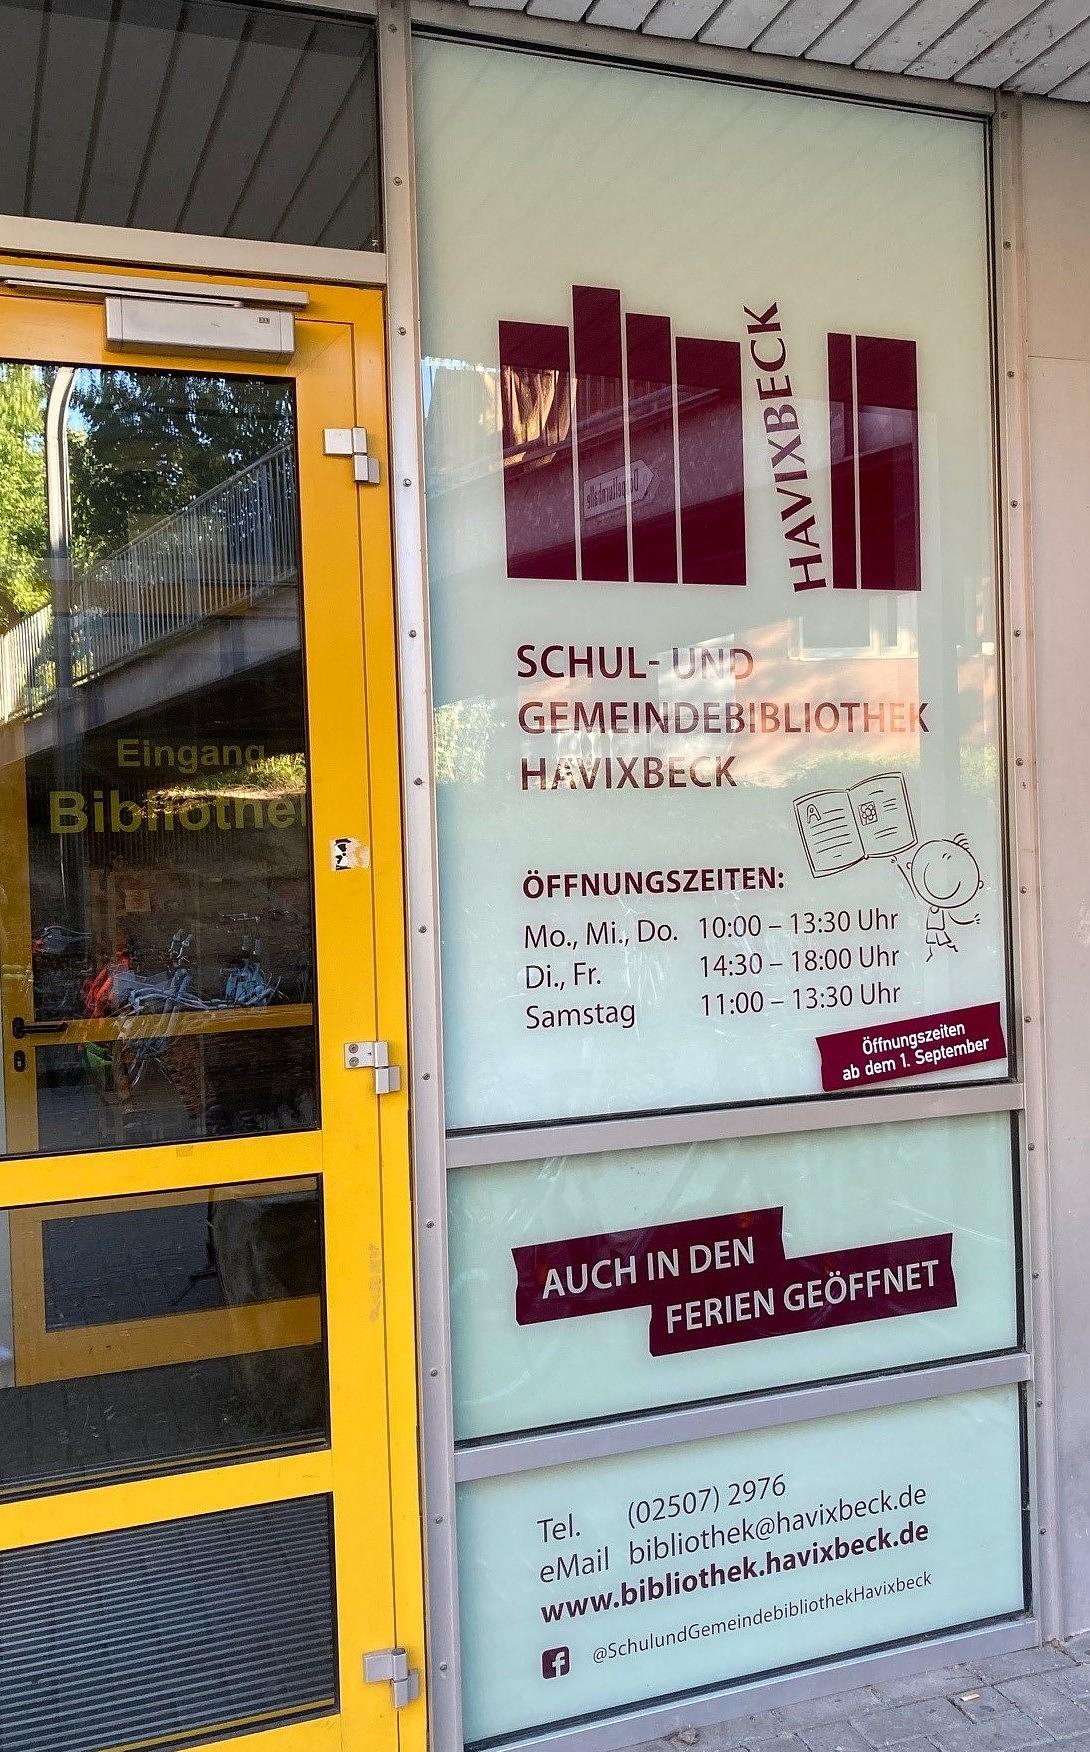 HAVIXBECK
Doppelturnhalle
SCHUL- UND
GEMEINDEBIBLIOTHEK
HAVIXBECK
Eingang
Bibliothek
A
ÖFFNUNGSZEITEN:
Mo., Mi., Do. 10:00 – 13:30 Uhr
Di., Fr. 14:30 – 18:00 Uhr
Samstag 11:00 – 13:30 Uhr
Öffnungszeiten
ab dem 1. September
AUCH IN DEN
FERIEN GEÖFFNET
Tel. (02507) 2976
eMail bibliothek@havixbeck.de
www.bibliothek.havixbeck.de
@SchulundGemeindebibliothekHavixbeck